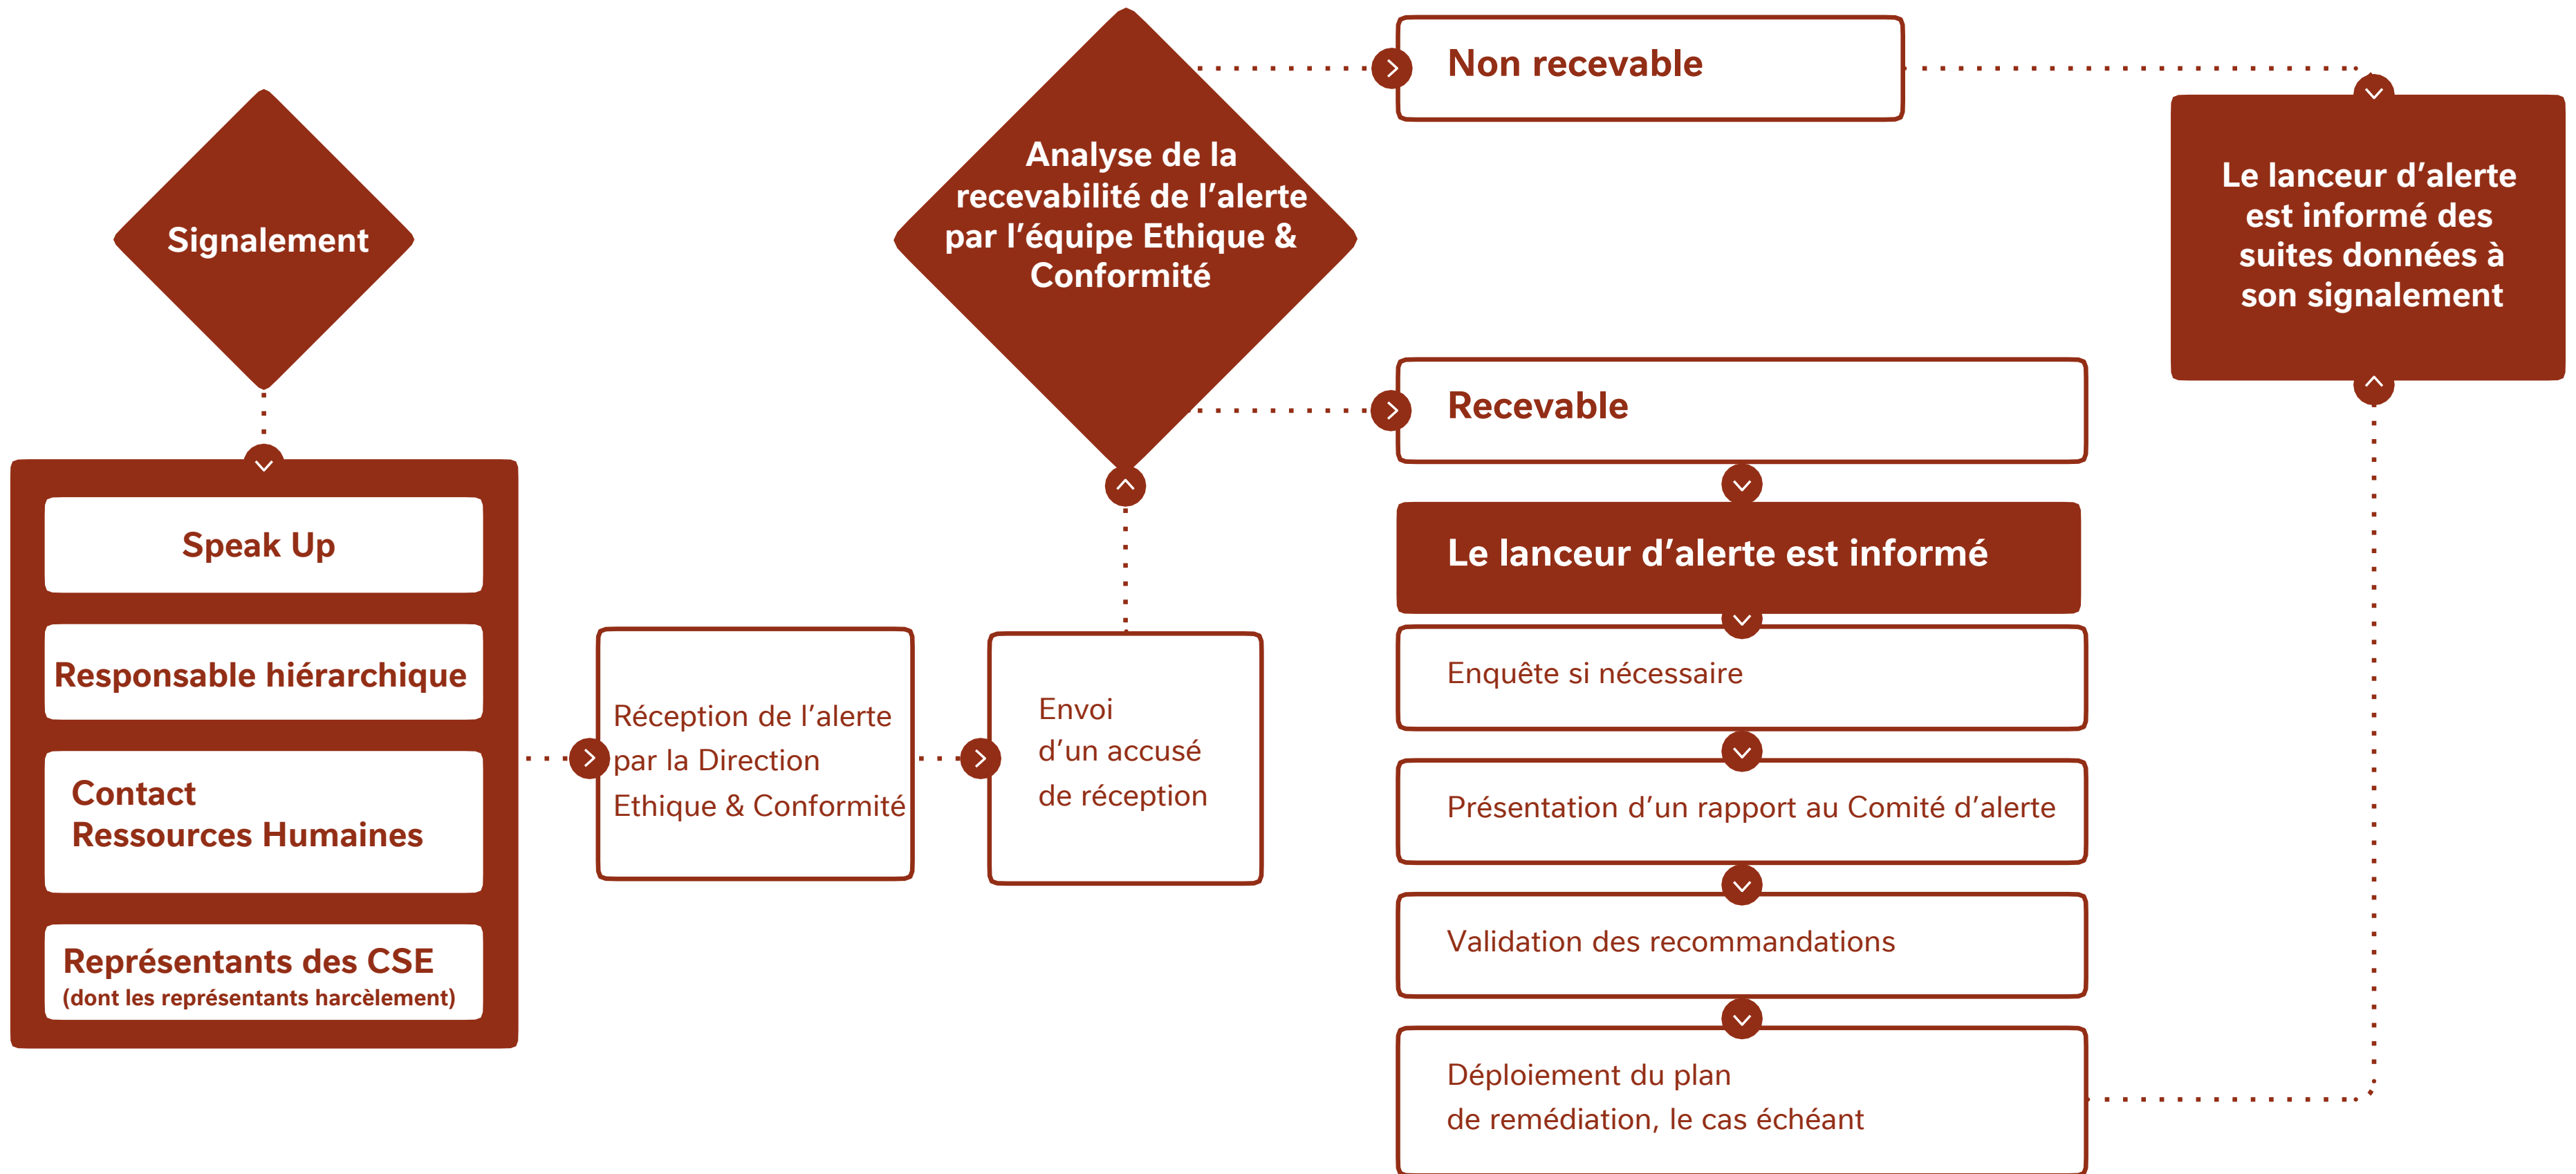 Signalement
Speak Up
Responsable hiérarchique
Contact
Ressources Humaines
Représentants des CSE
(dont les représentants harcèlement)
Réception de l’alerte
par la Direction
Ethique & Conformité
Envoi
d’un accusé
de réception
Analyse de la
recevabilité de l’alerte
par l’équipe Ethique &
Conformité
Non recevable
Recevable
Le lanceur d’alerte est informé
Enquête si nécessaire
Présentation d’un rapport au Comité d’alerte
Validation des recommandations
Déploiement du plan
de remédiation, le cas échéant
Le lanceur d’alerte
est informé des
suites données à
son signalement